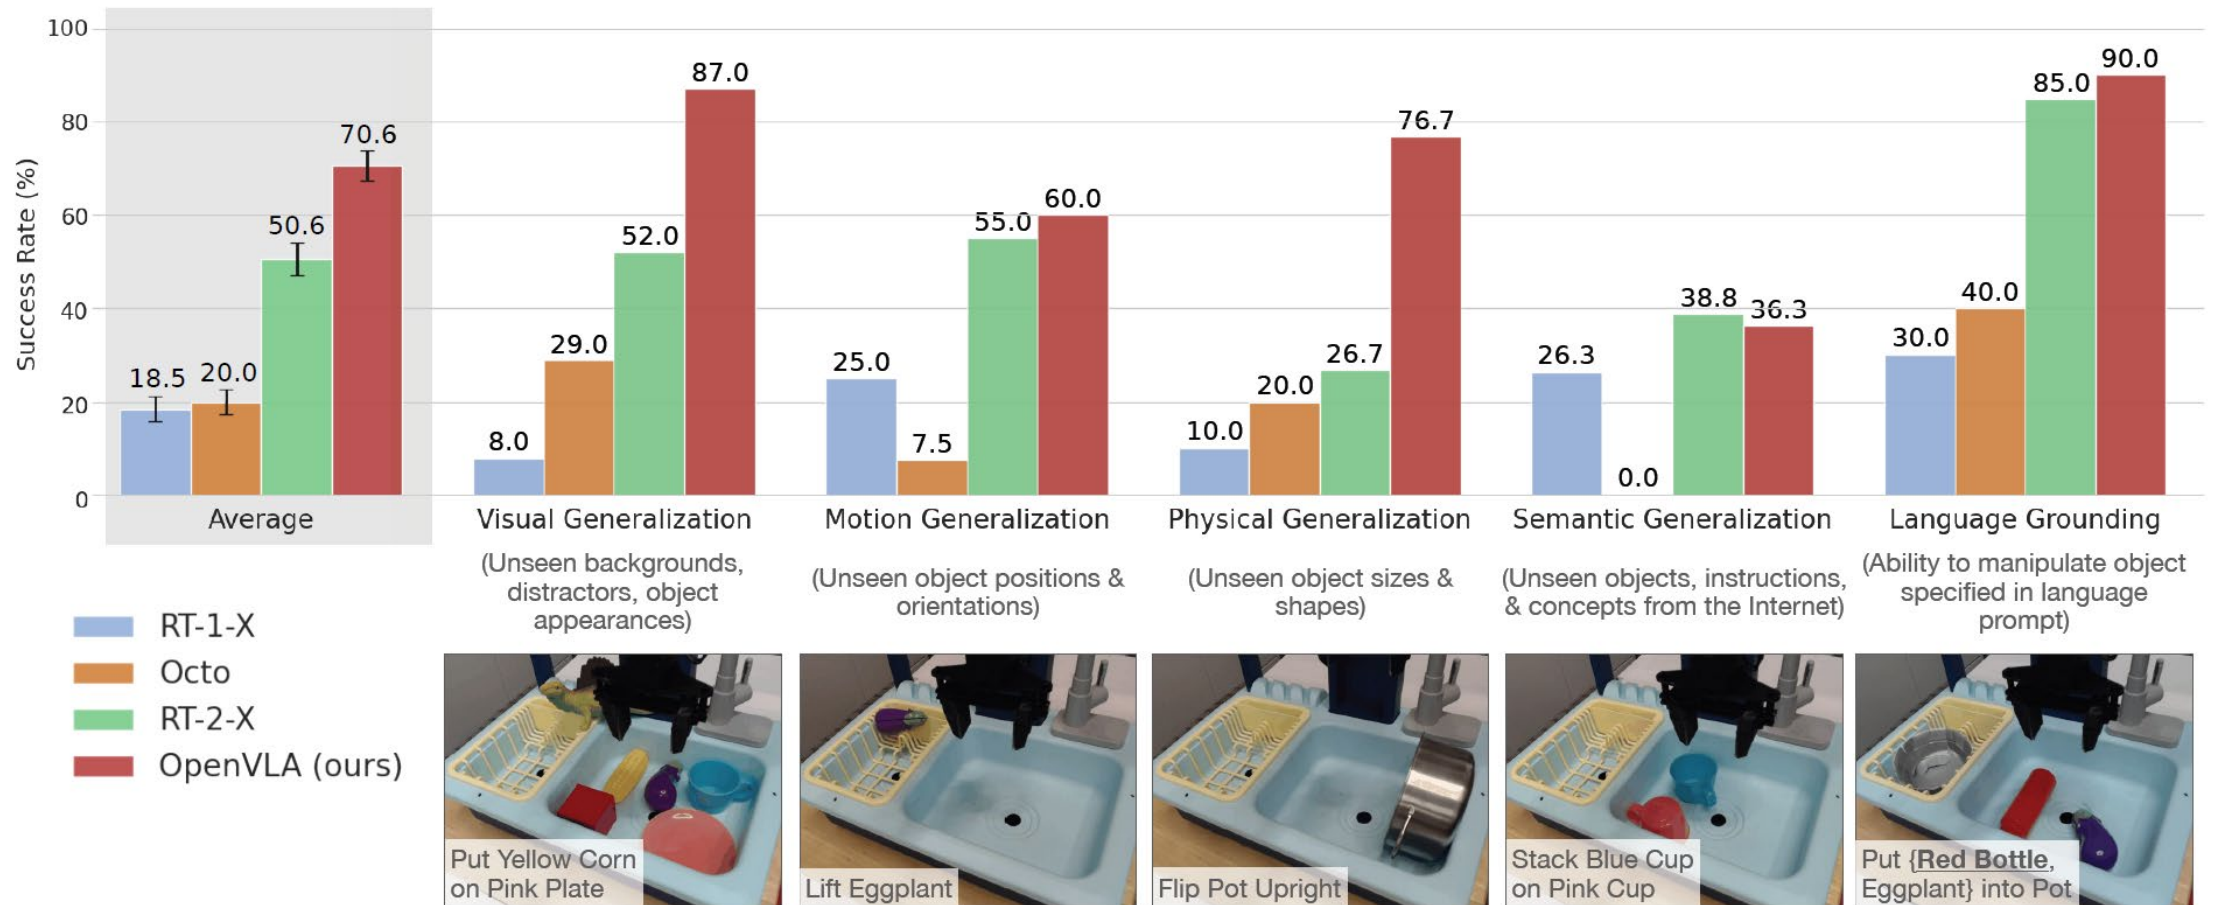 100
80
60
40
20
0
Success Rate (%)
18.5
20.0
50.6
70.6
8.0
29.0
52.0
87.0
25.0
7.5
55.0
60.0
10.0
20.0
26.7
76.7
26.3
0.0
38.8
36.3
30.0
40.0
85.0
90.0
Average
Visual Generalization
(Unseen backgrounds,
distractors, object
appearances)
Motion Generalization
(Unseen object positions &
orientations)
Physical Generalization
(Unseen object sizes &
shapes)
Semantic Generalization
(Unseen objects, instructions,
& concepts from the Internet)
Language Grounding
(Ability to manipulate object
specified in language
prompt)
RT-1-X
Octo
RT-2-X
OpenVLA (ours)
Put Yellow Corn
on Pink Plate
Lift Eggplant
Flip Pot Upright
Stack Blue Cup
on Pink Cup
Put {Red Bottle,
Eggplant} into Pot